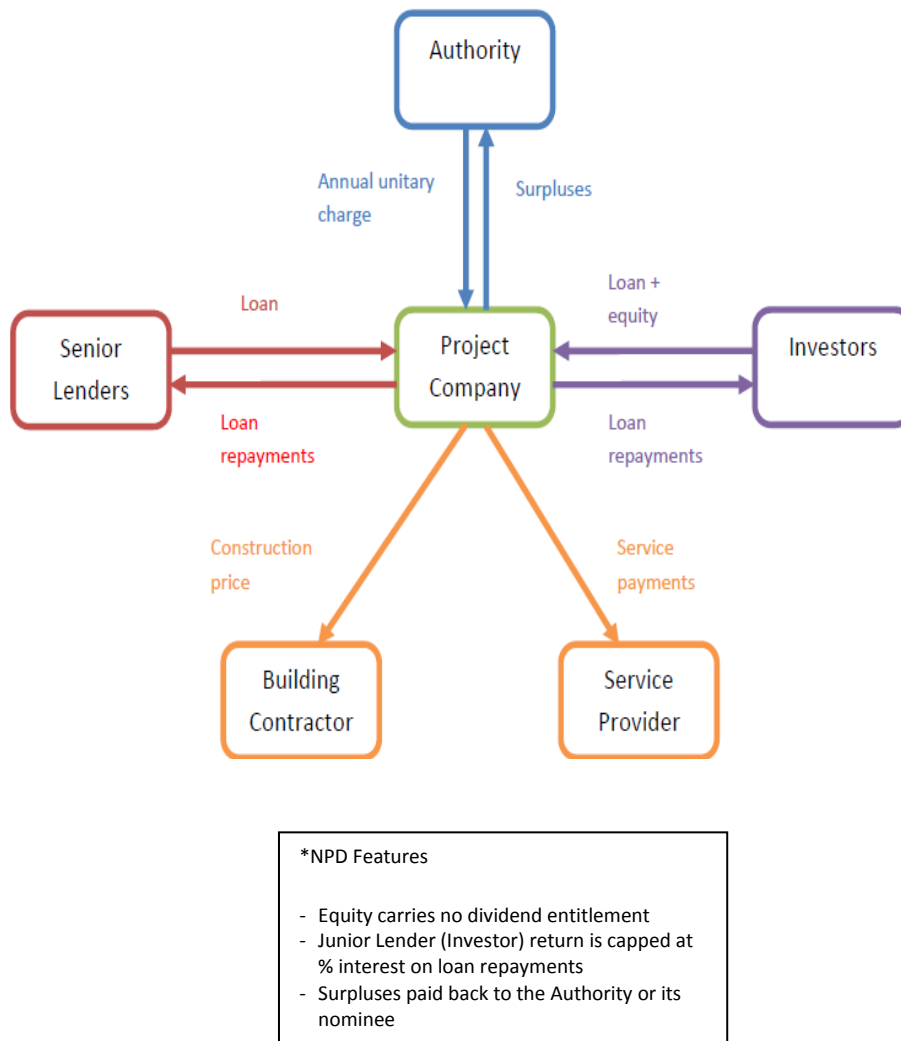 Authority
Annual unitary
charge
Surpluses
Loan
Loan +
equity
Senior
Lenders
Project
Company
Investors
Loan
repayments
Loan
repayments
Construction
price
Service
payments
Building
Contractor
Service
Provider
*NPD Features
- Equity carries no dividend entitlement
- Junior Lender (Investor) return is capped at
% interest on loan repayments
- Surpluses paid back to the Authority or its
nominee